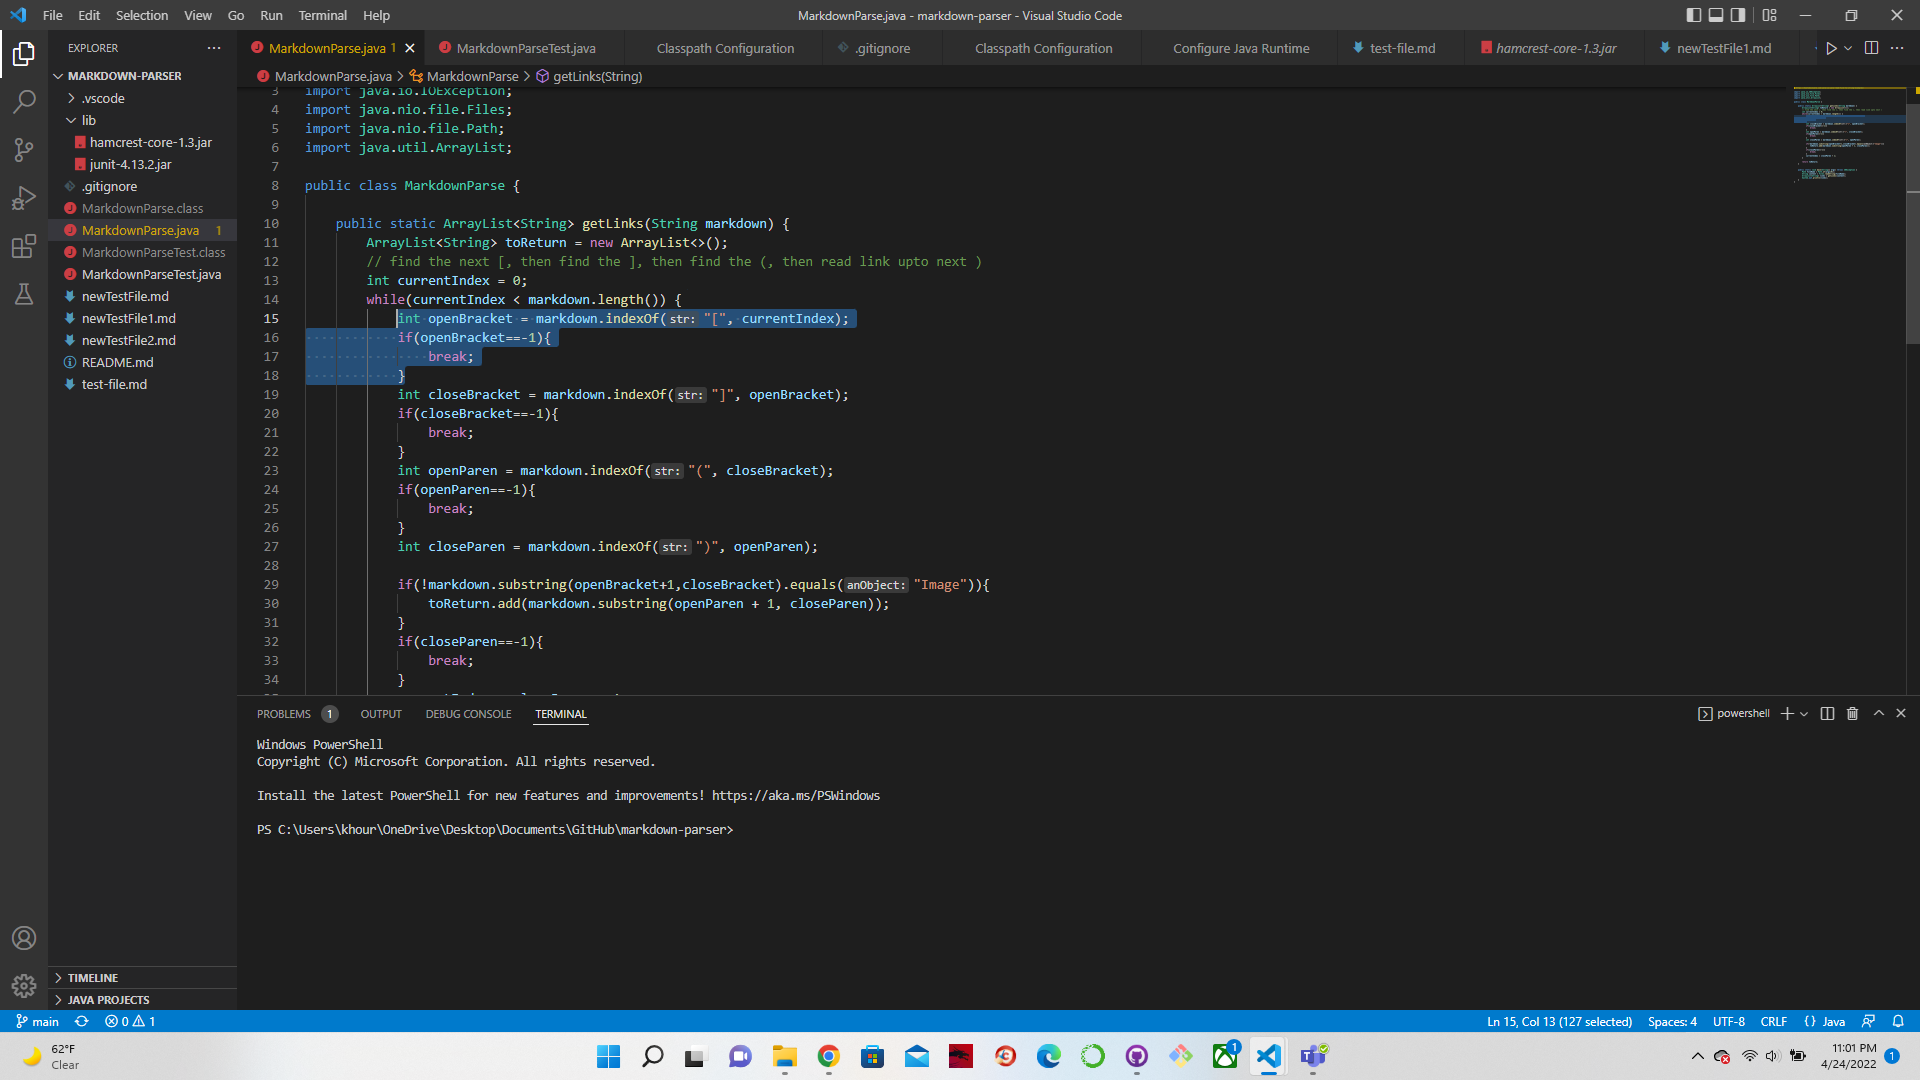 File Edit Selection View Go Run Terminal Help
MarkdownParse.java - markdown-parser - Visual Studio Code
EXPLORER
MarkdownParse.java 1
MarkdownParseTest.java
Classpath Configuration
.gitignore
Classpath Configuration
Configure Java Runtime
test-file.md
hamcrest-core-1.3.jar
newTestFile1.md
MARKDOWN-PARSER
.vscode
lib
hamcrest-core-1.3.jar
junit-4.13.2.jar
.gitignore
MarkdownParse.class
MarkdownParse.java 1
MarkdownParseTest.class
MarkdownParseTest.java
newTestFile.md
newTestFile1.md
newTestFile2.md
README.md
test-file.md
TIMELINE
JAVA PROJECTS
MarkdownParse.java > MarkdownParse > getLinks(String)
3 import java.io.IOException;
4 import java.nio.file.Files;
5 import java.nio.file.Path;
6 import java.util.ArrayList;
7
8 public class MarkdownParse {
9
10 public static ArrayList<String> getLinks(String markdown) {
11 ArrayList<String> toReturn = new ArrayList<>();
12 // find the next [, then find the ], then find the (, then read link upto next )
13 int currentIndex = 0;
14 while(currentIndex < markdown.length()) {
15 int openBracket = markdown.indexOf(str: "[", currentIndex);
16 if(openBracket==-1){
17 break;
18 }
19 int closeBracket = markdown.indexOf(str: "]", openBracket);
20 if(closeBracket==-1){
21 break;
22 }
23 int openParen = markdown.indexOf(str: "(", closeBracket);
24 if(openParen==-1){
25 break;
26 }
27 int closeParen = markdown.indexOf(str: ")", openParen);
28
29 if(!markdown.substring(openBracket+1,closeBracket).equals(anObject: "Image")){
30 toReturn.add(markdown.substring(openParen + 1, closeParen));
31 }
32 if(closeParen==-1){
33 break;
34 }
PROBLEMS 1 OUTPUT DEBUG CONSOLE TERMINAL
powershell
Windows PowerShell
Copyright (C) Microsoft Corporation. All rights reserved.
Install the latest PowerShell for new features and improvements! https://aka.ms/PSWindows
PS C:\Users\khour\OneDrive\Desktop\Documents\GitHub\markdown-parser>
main 0 1
Ln 15, Col 13 (127 selected) Spaces: 4 UTF-8 CRLF {} Java
62°F
Clear
1
11:01 PM
4/24/2022
1